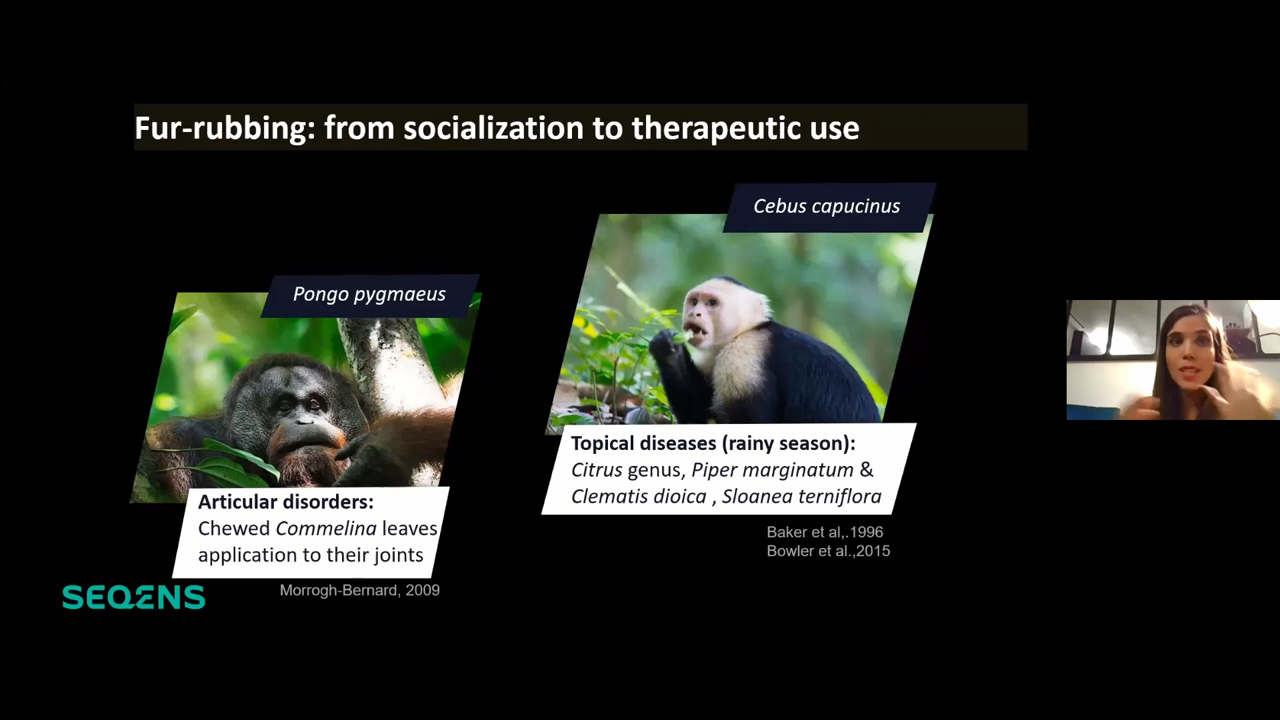 Fur-rubbing: from socialization to therapeutic use
Cebus capucinus
Pongo pygmaeus
Topical diseases (rainy season):
Citrus genus, Piper marginatum &
Clematis dioica , Sloanea terniflora
Baker et al,.1996
Bowler et al.,2015
Articular disorders:
Chewed Commelina leaves
application to their joints
Morrogh-Bernard, 2009
SEQENS